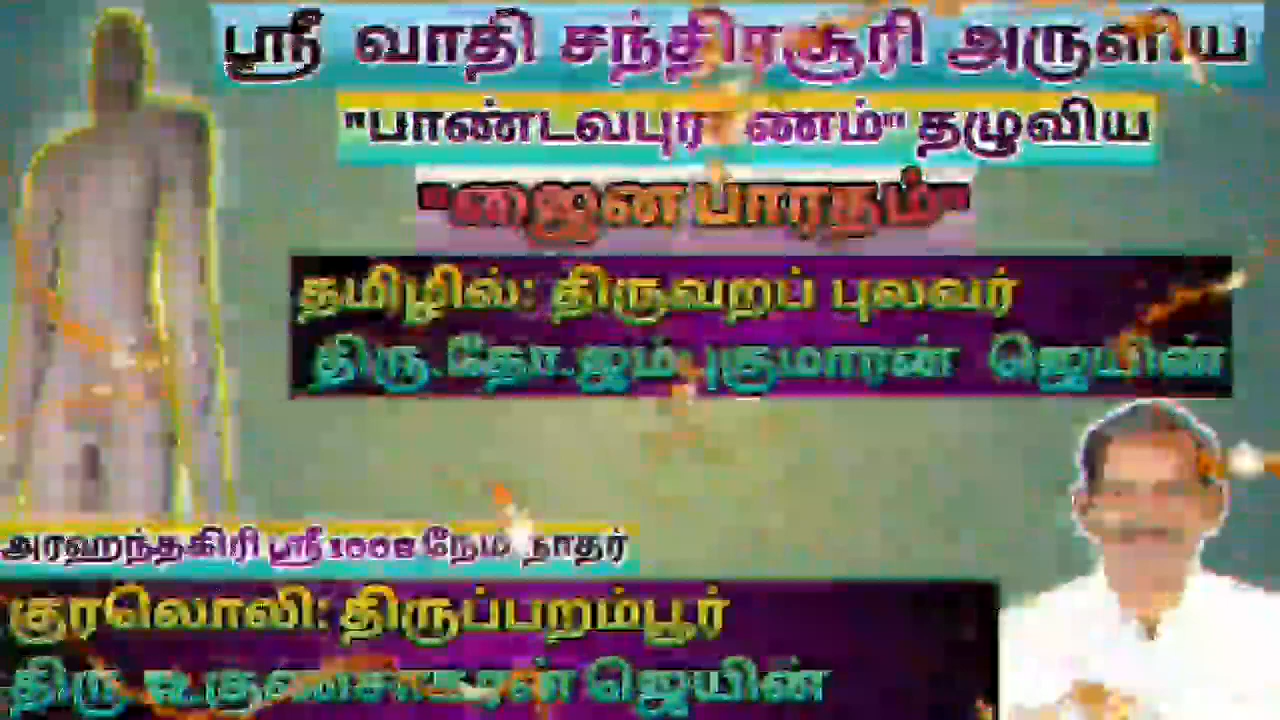 ஸ்ரீ வாதி சந்திரசூரி அருளிய
"பாண்டவபுராணம்" தழுவிய
"ஜைன பாரதம்"
தமிழில்: திருவறப் புலவர்
திரு.தோ.ஜம்புகுமாரன் ஜெயின்
அரஹந்தகிரி ஸ்ரீ 1008 நேமிநாதர்
குரலொலி: திருப்பறம்பூர்
திரு ஜெயின்